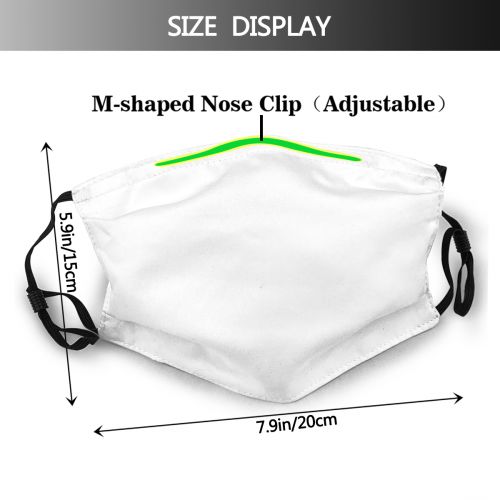 SIZE DISPLAY
M-shaped Nose Clip（Adjustable）
5.9in/15cm
7.9in/20cm